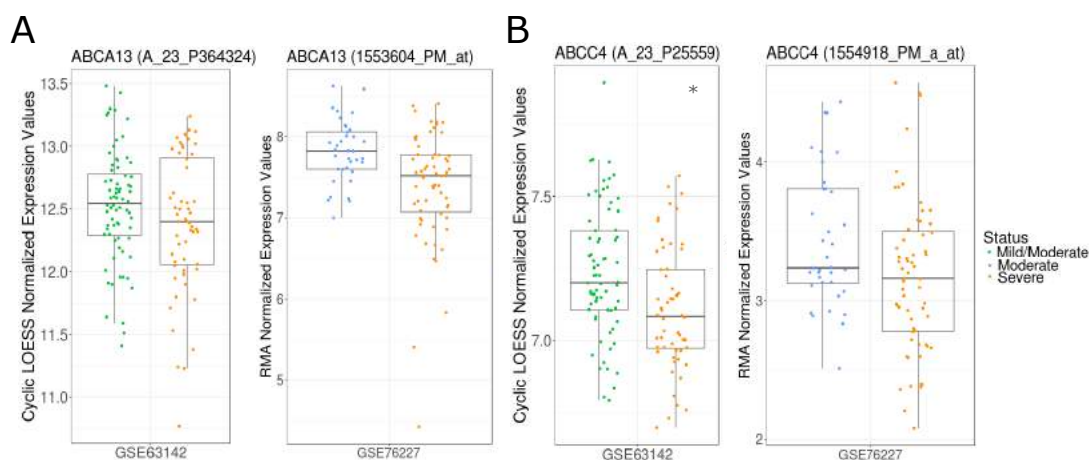 A
ABCA13 (A_23_P364324)
Cyclic LOESS Normalized Expression Values
13.5
13.0
12.5
12.0
11.5
11.0
GSE63142
ABCA13 (1553604_PM_at)
RMA Normalized Expression Values
8
7
6
5
GSE76227
B
ABCC4 (A_23_P25559)
Cyclic LOESS Normalized Expression Values
7.5
7.0
*
GSE63142
ABCC4 (1554918_PM_a_at)
RMA Normalized Expression Values
4
3
2
GSE76227
Status
Mild/Moderate
Moderate
Severe